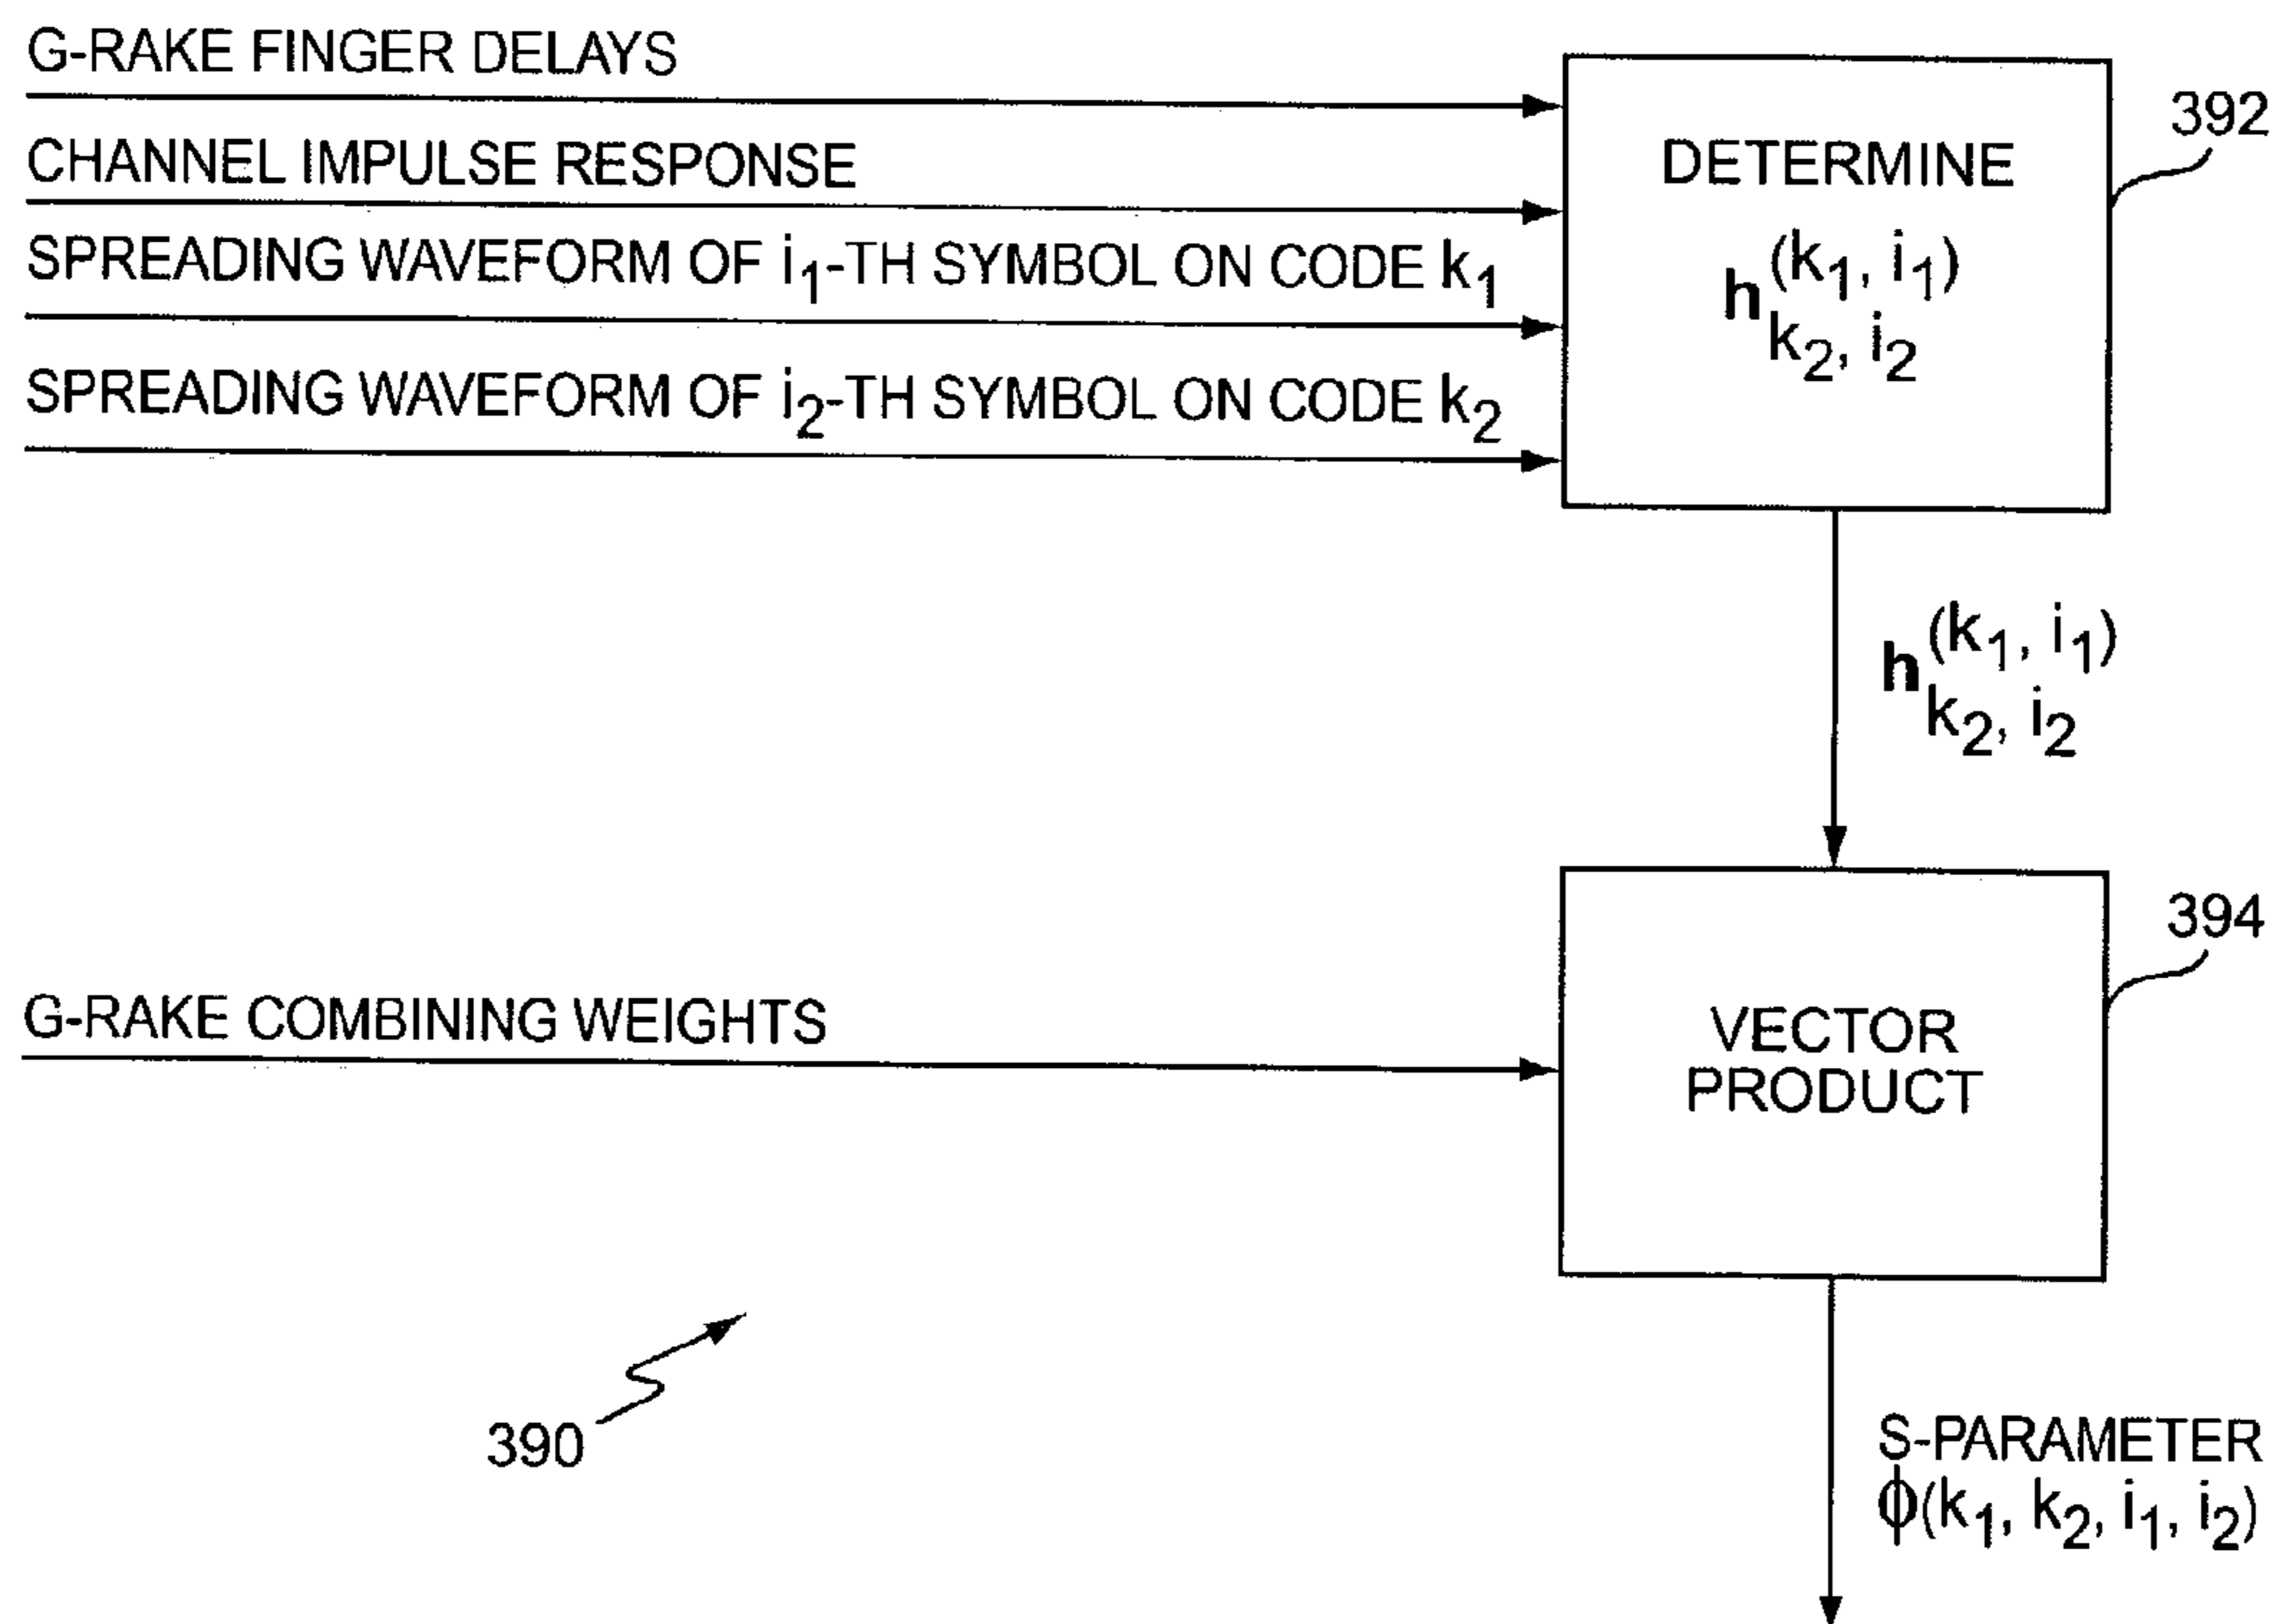 G-RAKE FINGER DELAYS
CHANNEL IMPULSE RESPONSE
SPREADING WAVEFORM OF i₁-TH SYMBOL ON CODE k₁
SPREADING WAVEFORM OF i₂-TH SYMBOL ON CODE k₂
DETERMINE
h^(k₁, i₁)
k₂, i₂
392
h^(k₁, i₁)
k₂, i₂
G-RAKE COMBINING WEIGHTS
VECTOR
PRODUCT
394
390
S-PARAMETER
ϕ(k₁, k₂, i₁, i₂)